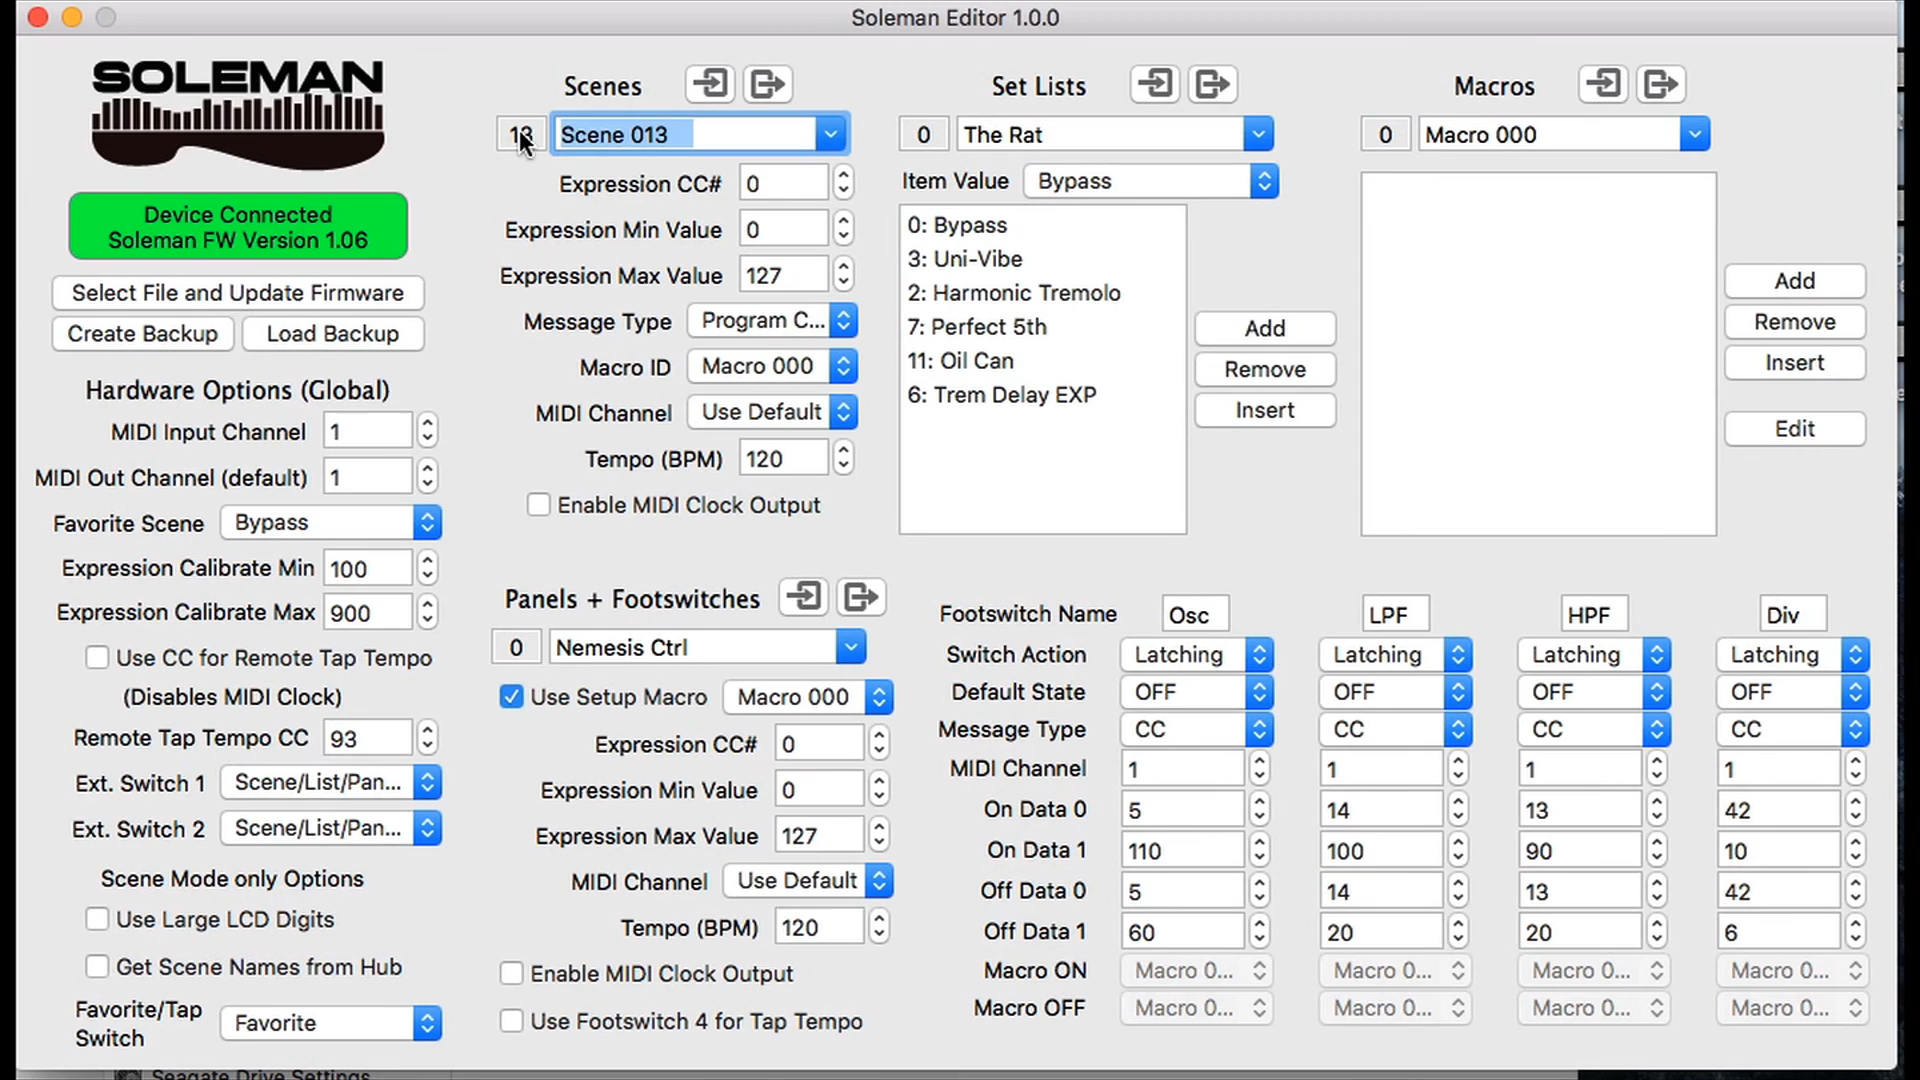 Soleman Editor 1.0.0
SOLEMAN
Device Connected
Soleman FW Version 1.06
Select File and Update Firmware
Create Backup
Load Backup
Hardware Options (Global)
MIDI Input Channel
1
MIDI Out Channel (default)
1
Favorite Scene
Bypass
Expression Calibrate Min
100
Expression Calibrate Max
900
Use CC for Remote Tap Tempo
(Disables MIDI Clock)
Remote Tap Tempo CC
93
Ext. Switch 1
Scene/List/Pan...
Ext. Switch 2
Scene/List/Pan...
Scene Mode only Options
Use Large LCD Digits
Get Scene Names from Hub
Favorite/Tap
Switch
Favorite
Scenes
13
Scene 013
Expression CC#
0
Expression Min Value
0
Expression Max Value
127
Message Type
Program C...
Macro ID
Macro 000
MIDI Channel
Use Default
Tempo (BPM)
120
Enable MIDI Clock Output
Set Lists
0
The Rat
Item Value
Bypass
0: Bypass
3: Uni-Vibe
2: Harmonic Tremolo
7: Perfect 5th
11: Oil Can
6: Trem Delay EXP
Add
Remove
Insert
Macros
0
Macro 000
Add
Remove
Insert
Edit
Panels + Footswitches
0
Nemesis Ctrl
Use Setup Macro
Macro 000
Expression CC#
0
Expression Min Value
0
Expression Max Value
127
MIDI Channel
Use Default
Tempo (BPM)
120
Enable MIDI Clock Output
Use Footswitch 4 for Tap Tempo
Footswitch Name Osc LPF HPF Div
Switch Action Latching Latching Latching Latching
Default State OFF OFF OFF OFF
Message Type CC CC CC CC
MIDI Channel 1 1 1 1
On Data 0 5 14 13 42
On Data 1 110 100 90 10
Off Data 0 5 14 13 42
Off Data 1 60 20 20 6
Macro ON Macro 0... Macro 0... Macro 0... Macro 0...
Macro OFF Macro 0... Macro 0... Macro 0... Macro 0...
Seagate Drive Settings